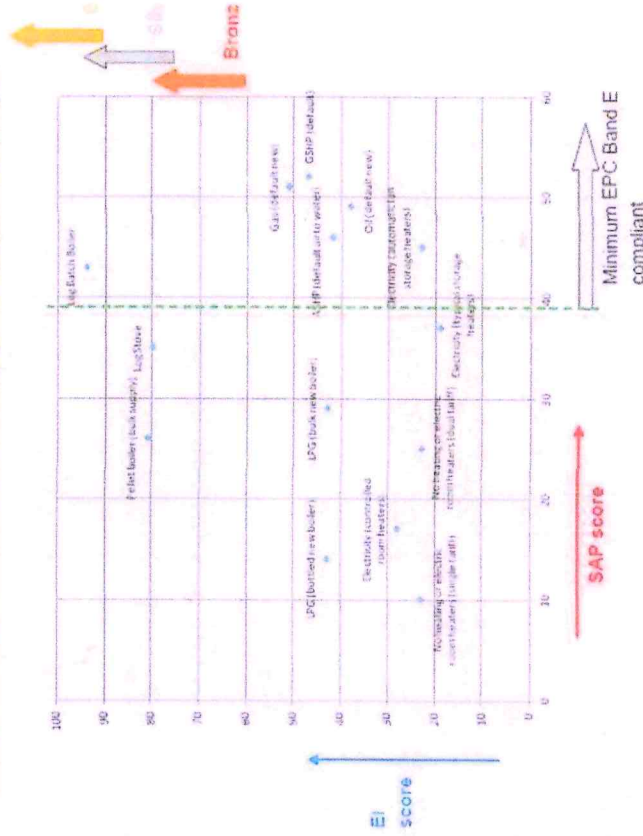 Bronz
100
90
80
70
60
50
40
30
20
10
0
Log Batch Boiler
Pellet boiler (bulk supply)
Log Stove
Gas (default new)
GSHP (default)
LPG (bottled new boiler)
LPG (bulk new boiler)
ASHP (default air to water)
Oil (default new)
Electricity (controlled
room heaters)
Electricity (automatic fan
storage heaters)
No heating or electric
room heaters (single tariff)
No heating or electric
room heaters (dual tariff)
Electricity (typical storage
heaters)
0
10
20
30
40
50
60
EI
score
SAP score
Minimum EPC Band E
compliant